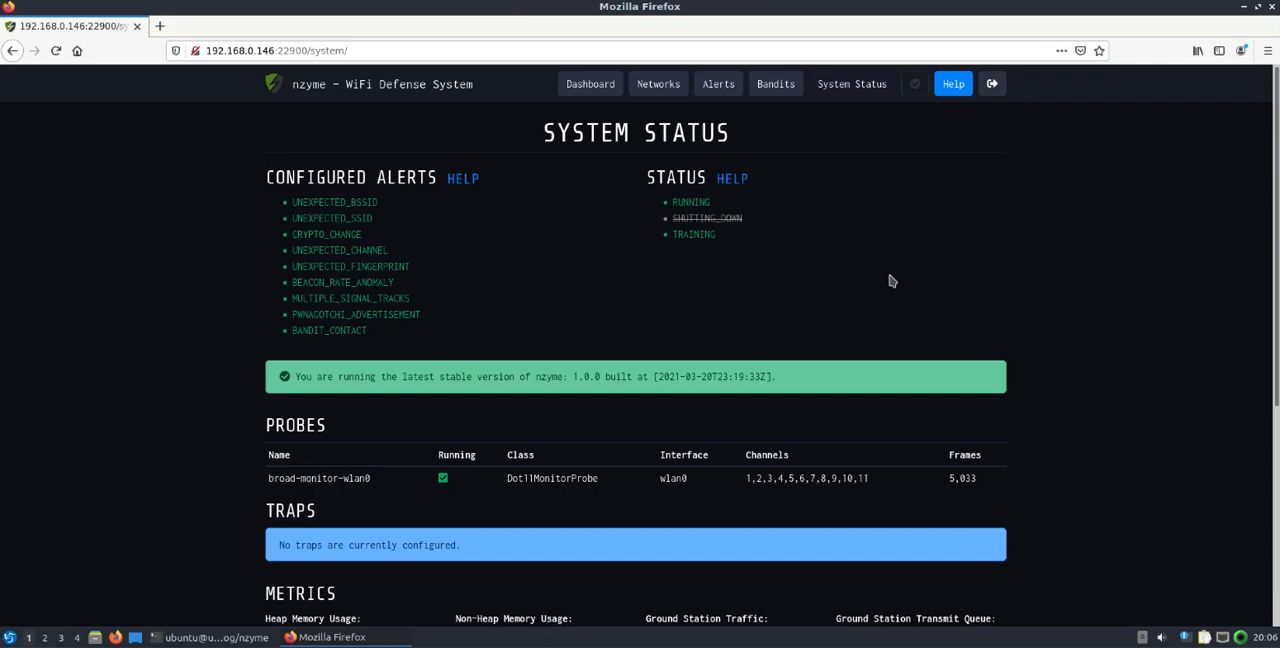 Mozilla Firefox
192.168.0.146:22900/sy
192.168.0.146:22900/system/
nzyme - WiFi Defense System
Dashboard
Networks
Alerts
Bandits
System Status
Help
SYSTEM STATUS
CONFIGURED ALERTS HELP
UNEXPECTED_BSSID
UNEXPECTED_SSID
CRYPTO_CHANGE
UNEXPECTED_CHANNEL
UNEXPECTED_FINGERPRINT
BEACON_RATE_ANOMALY
MULTIPLE_SIGNAL_TRACKS
PWNAGOTCHI_ADVERTISEMENT
BANDIT_CONTACT
STATUS HELP
RUNNING
SHUTTING_DOWN
TRAINING
You are running the latest stable version of nzyme: 1.0.0 built at [2021-03-20T23:19:33Z].
PROBES
Name Running Class Interface Channels Frames
broad-monitor-wlan0 Dot11MonitorProbe wlan0 1,2,3,4,5,6,7,8,9,10,11 5,033
TRAPS
No traps are currently configured.
METRICS
Heap Memory Usage: Non-Heap Memory Usage: Ground Station Traffic: Ground Station Transmit Queue:
1 2 3 4 ubuntu@u...og/nzyme Mozilla Firefox 20:06